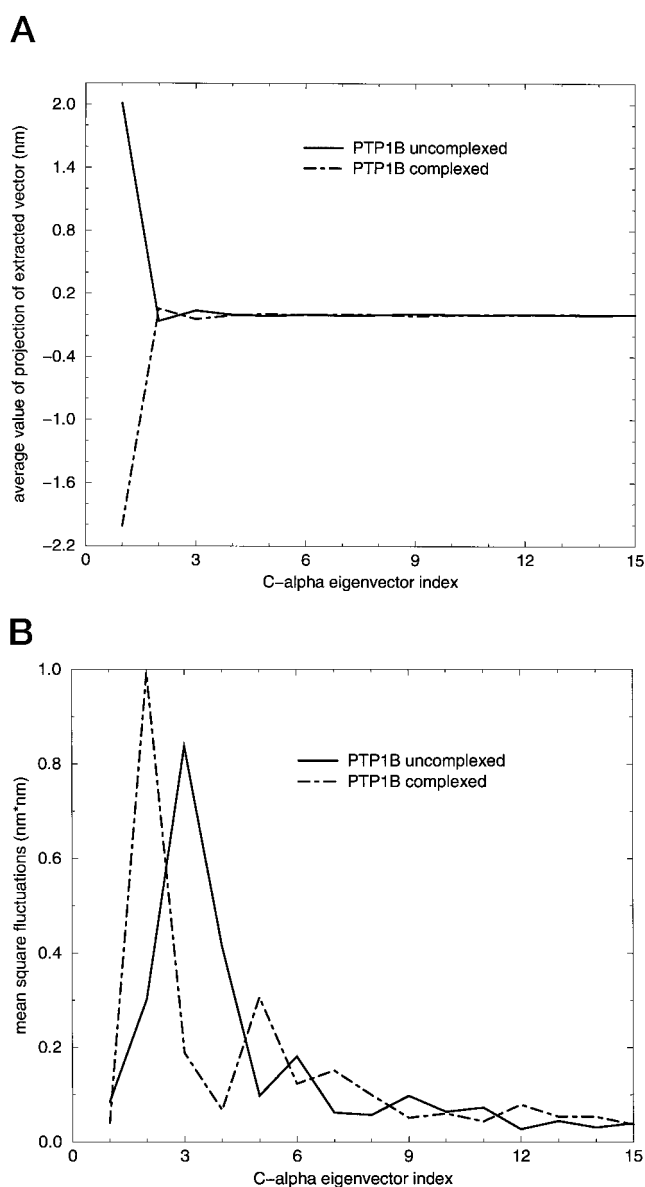 A
2.0
1.4
0.8
0.2
−0.4
−1.0
−1.6
−2.2
average value of projection of extracted vector (nm)
PTP1B uncomplexed
PTP1B complexed
0 3 6 9 12 15
C−alpha eigenvector index
B
1.0
0.8
0.6
0.4
0.2
0.0
mean square fluctuations (nm*nm)
PTP1B uncomplexed
PTP1B complexed
0 3 6 9 12 15
C−alpha eigenvector index